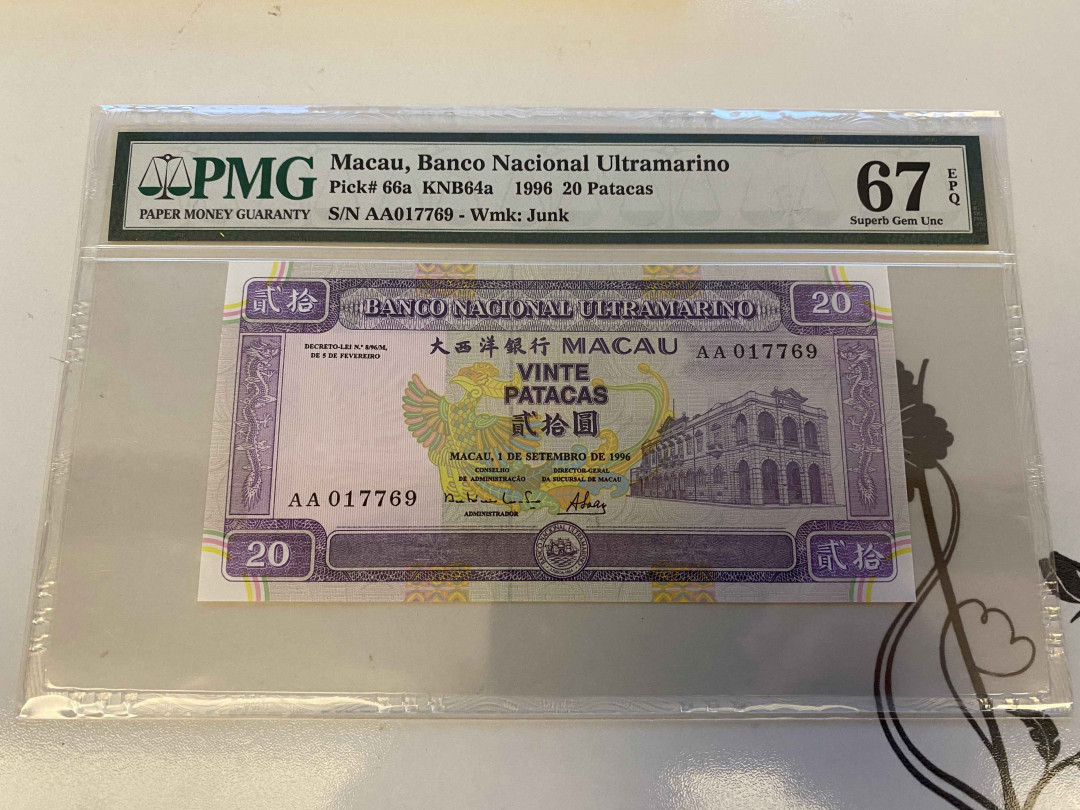 PMG
PAPER MONEY GUARANTY
Macau, Banco Nacional Ultramarino
Pick# 66a KNB64a 1996 20 Patacas
S/N AA017769 - Wmk: Junk
67
EPQ
Superb Gem Unc
貳拾
BANCO NACIONAL ULTRAMARINO
20
DECRETO-LEI N.º 8/96/M,
DE 5 DE FEVEREIRO
大西洋銀行 MACAU
AA 017769
VINTE
PATACAS
貳拾圓
MACAU, 1 DE SETEMBRO DE 1996
CONSELHO
DE ADMINISTRAÇÃO
DIRECTOR-GERAL
DA SUCURSAL DE MACAU
AA 017769
ADMINISTRADOR
20
BANCO NACIONAL ULTRAMARINO
貳拾